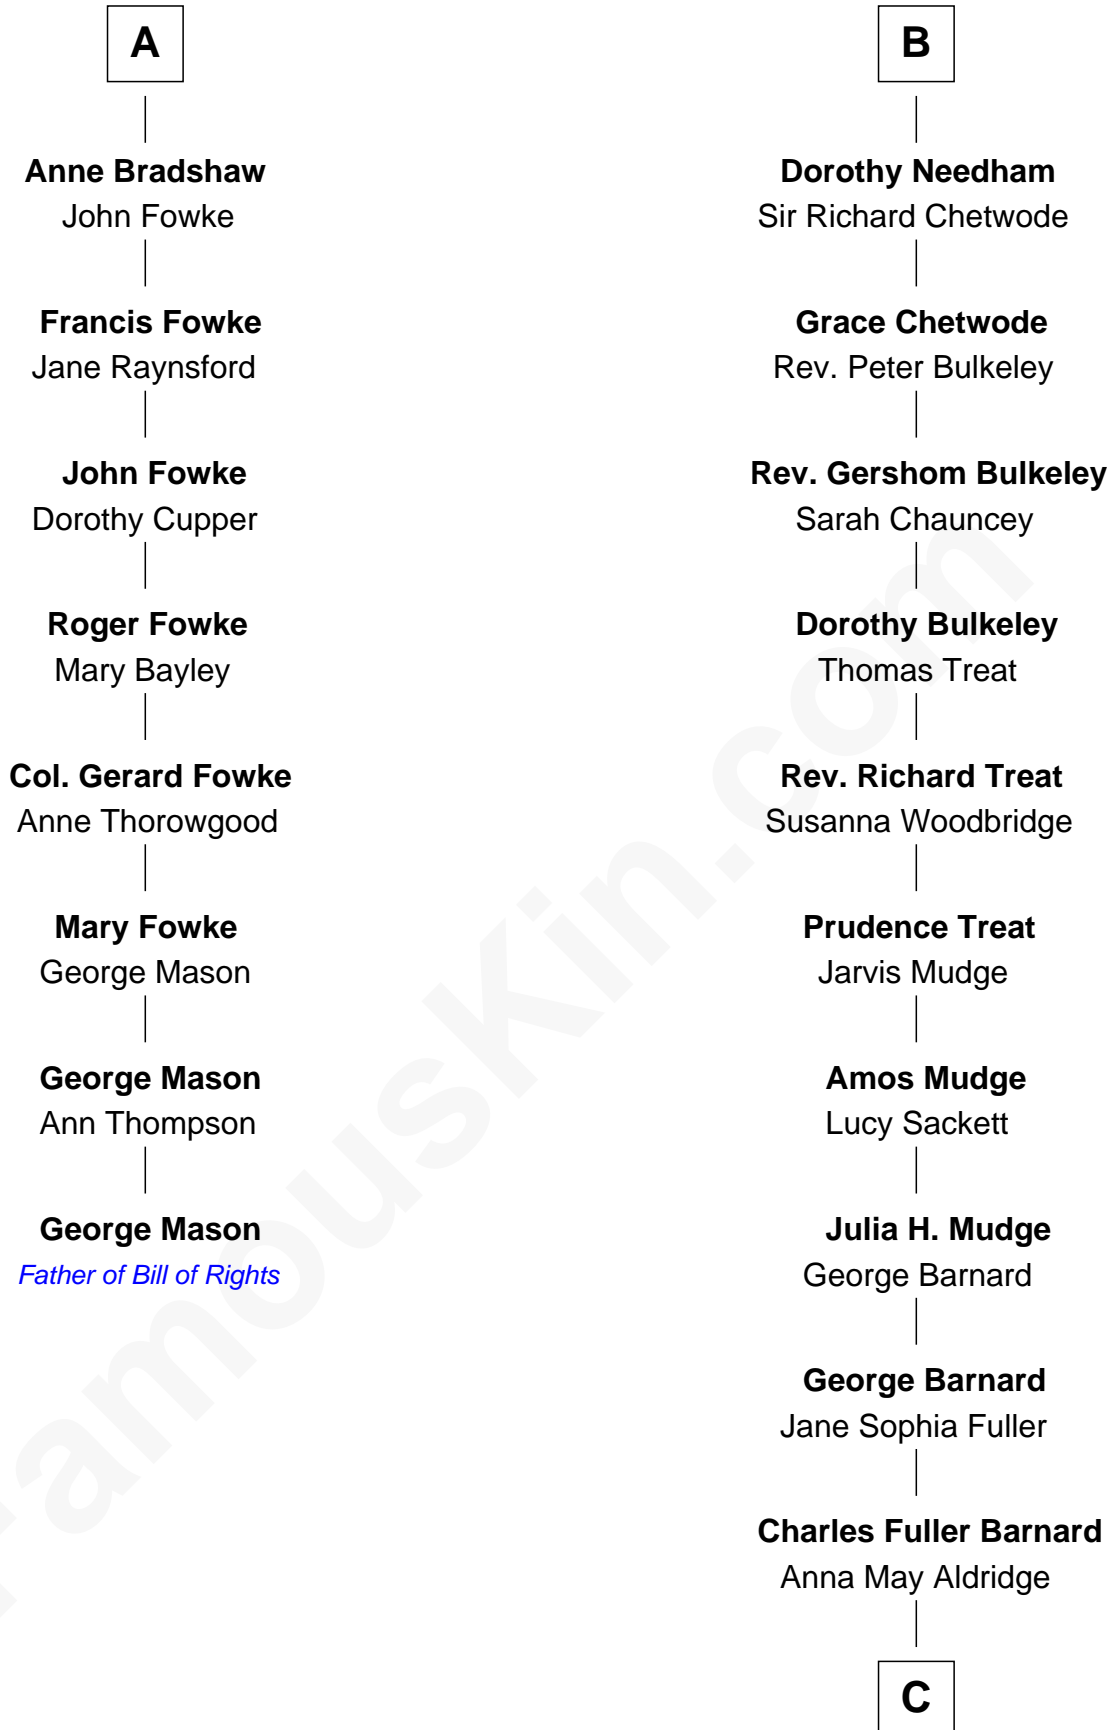 A
Anne Bradshaw
John Fowke
Francis Fowke
Jane Raynsford
John Fowke
Dorothy Cupper
Roger Fowke
Mary Bayley
Col. Gerard Fowke
Anne Thorowgood
Mary Fowke
George Mason
George Mason
Ann Thompson
George Mason
Father of Bill of Rights
B
Dorothy Needham
Sir Richard Chetwode
Grace Chetwode
Rev. Peter Bulkeley
Rev. Gershom Bulkeley
Sarah Chauncey
Dorothy Bulkeley
Thomas Treat
Rev. Richard Treat
Susanna Woodbridge
Prudence Treat
Jarvis Mudge
Amos Mudge
Lucy Sackett
Julia H. Mudge
George Barnard
George Barnard
Jane Sophia Fuller
Charles Fuller Barnard
Anna May Aldridge
C
FamousKin.com